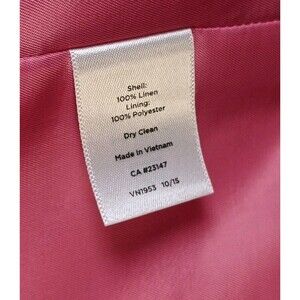 Shell:
100% Linen
Lining:
100% Polyester
Dry Clean
Made in Vietnam
CA #23147
VN1953 10/15